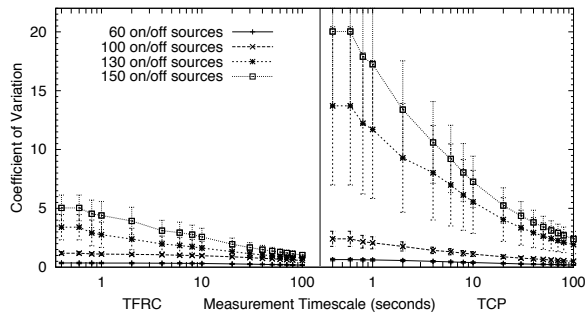 60 on/off sources
100 on/off sources
130 on/off sources
150 on/off sources
Coefficient of Variation
20
15
10
5
0
1 10 100 1 10 100
TFRC Measurement Timescale (seconds) TCP